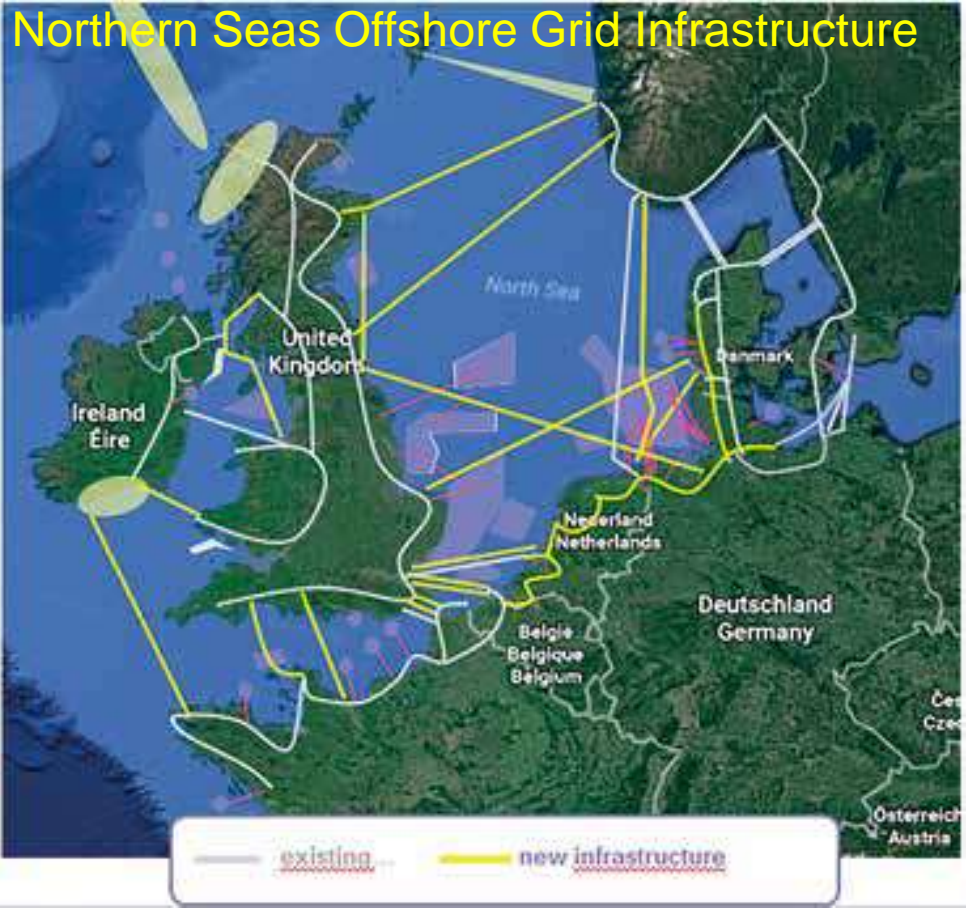 Northern Seas Offshore Grid Infrastructure
North Sea
United
Kingdom
Danmark
Ireland
Éire
Nederland
Netherlands
Deutschland
Germany
België
Belgique
Belgium
Österreich
Austria
existing...
new infrastructure